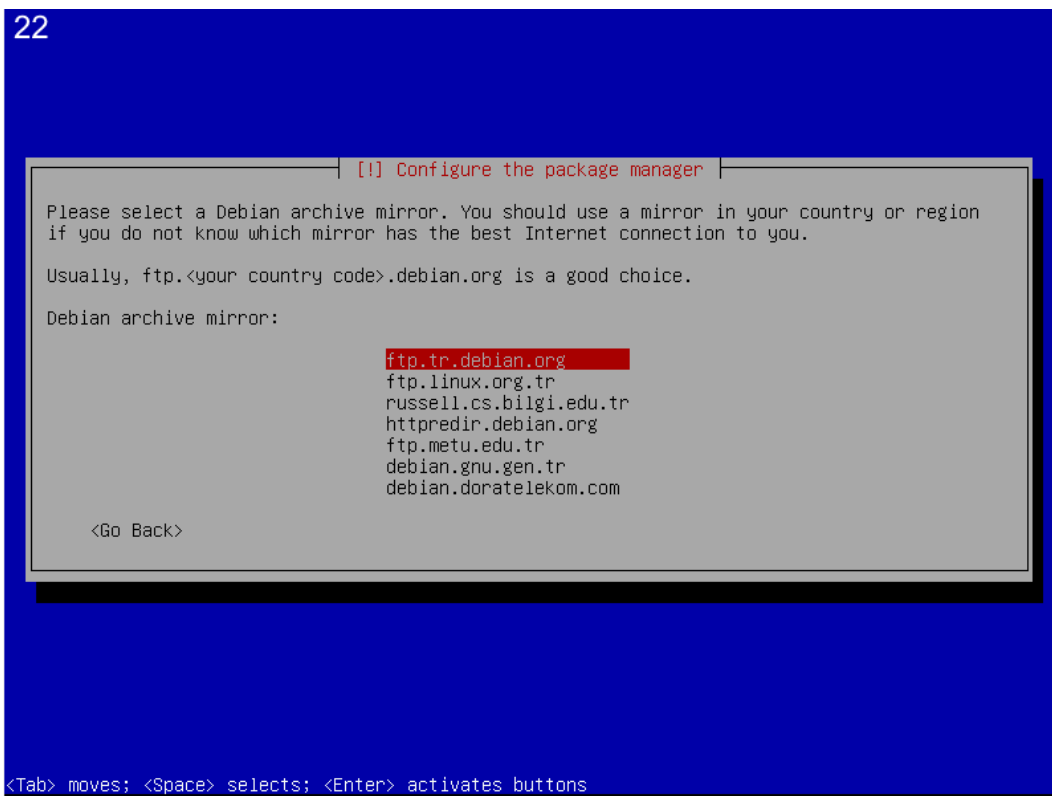 22
[!] Configure the package manager
Please select a Debian archive mirror. You should use a mirror in your country or region
if you do not know which mirror has the best Internet connection to you.
Usually, ftp.<your country code>.debian.org is a good choice.
Debian archive mirror:
ftp.tr.debian.org
ftp.linux.org.tr
russell.cs.bilgi.edu.tr
httpredir.debian.org
ftp.metu.edu.tr
debian.gnu.gen.tr
debian.doratelekom.com
<Go Back>
<Tab> moves; <Space> selects; <Enter> activates buttons